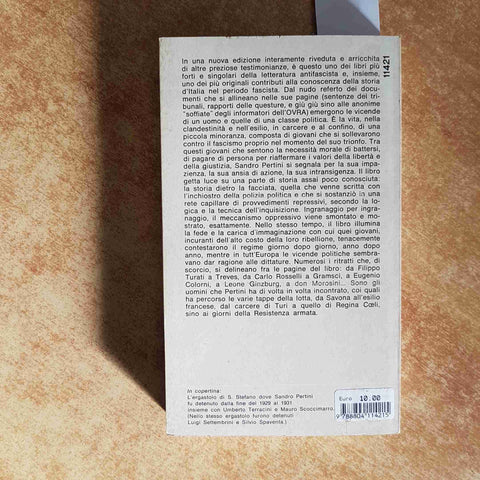 In una nuova edizione interamente riveduta e arricchita
di altre preziose testimonianze, è questo uno dei libri più
forti e singolari della letteratura antifascista e, insieme,
uno dei più originali contributi alla conoscenza della storia
d'Italia nel periodo fascista. Dal nudo referto dei docu-
menti che si allineano nelle sue pagine (sentenze dei tri-
bunali, rapporti delle questure, e giù giù sino alle anonime
"soffiate" degli informatori dell'OVRA) emergono le vicende
di un uomo e quelle di una classe politica. È la vita, nella
clandestinità e nell'esilio, in carcere e al confino, di una
piccola minoranza, composta di giovani che si sollevarono
contro il fascismo proprio nel momento del suo trionfo. Tra
questi giovani che sentono la necessità morale di battersi,
di pagare di persona per riaffermare i valori della libertà e
della giustizia, Sandro Pertini si segnala per la sua impa-
zienza, la sua ansia di azione, la sua intransigenza. Il libro
getta luce su una parte di storia assai poco conosciuta:
la storia dietro la facciata, quella che venne scritta con
l'inchiostro della polizia politica e che si sostanziò in una
rete capillare di provvedimenti repressivi, secondo la lo-
gica e la tecnica dell'inquisizione. Ingranaggio per ingra-
naggio, il meccanismo oppressivo viene smontato e mo-
strato, esattamente. Nello stesso tempo, il libro illumina
la fede e la carica d'immaginazione con cui quei giovani,
incuranti dell'alto costo della loro ribellione, tenacemente
contestarono il regime giorno dopo giorno, anno dopo
anno, mentre in tutt'Europa le vicende politiche sembra-
vano dar ragione alle dittature. Numerosi i ritratti che, di
scorcio, si delineano fra le pagine del libro: da Filippo
Turati a Treves, da Carlo Rosselli a Gramsci, a Eugenio
Colorni, a Leone Ginzburg, a don Morosini... Sono gli
uomini che Pertini ha di volta in volta incontrato, coi quali
ha percorso le varie tappe della lotta, da Savona all'esilio
francese, dal carcere di Turi a quello di Regina Cœli,
sino ai giorni della Resistenza armata.
11421
In copertina:
L'ergastolo di S. Stefano dove Sandro Pertini
fu detenuto dalla fine del 1929 al 1931
insieme con Umberto Terracini e Mauro Scoccimarro.
(Nello stesso ergastolo furono detenuti
Luigi Settembrini e Silvio Spaventa.)
Euro 10.00
9 788804 114215